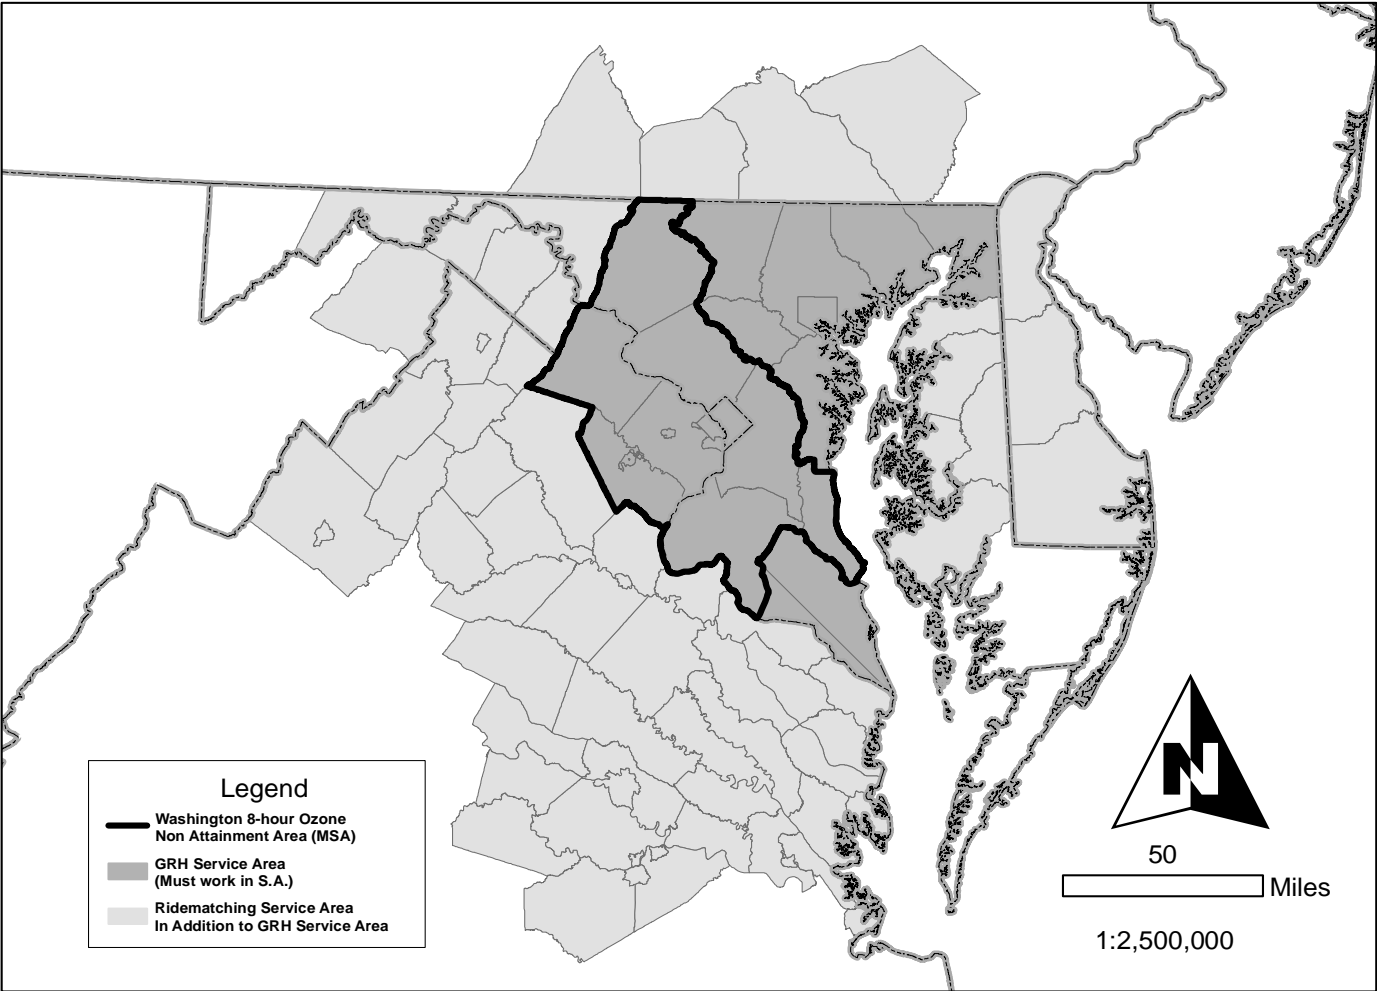 Legend
Washington 8-hour Ozone
Non Attainment Area (MSA)
GRH Service Area
(Must work in S.A.)
Ridematching Service Area
In Addition to GRH Service Area
N
50
Miles
1:2,500,000